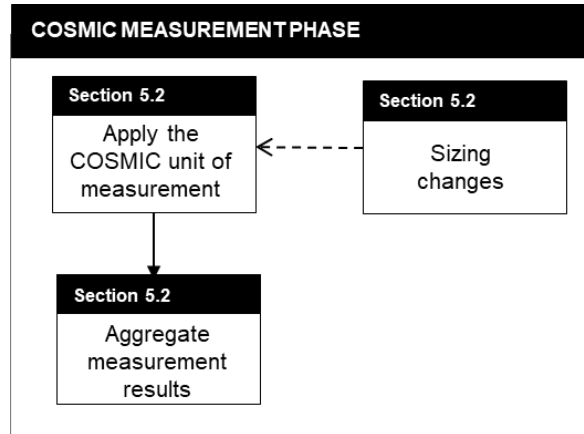 COSMIC MEASUREMENT PHASE
Section 5.2
Apply the
COSMIC unit of
measurement
Section 5.2
Sizing
changes
Section 5.2
Aggregate
measurement
results